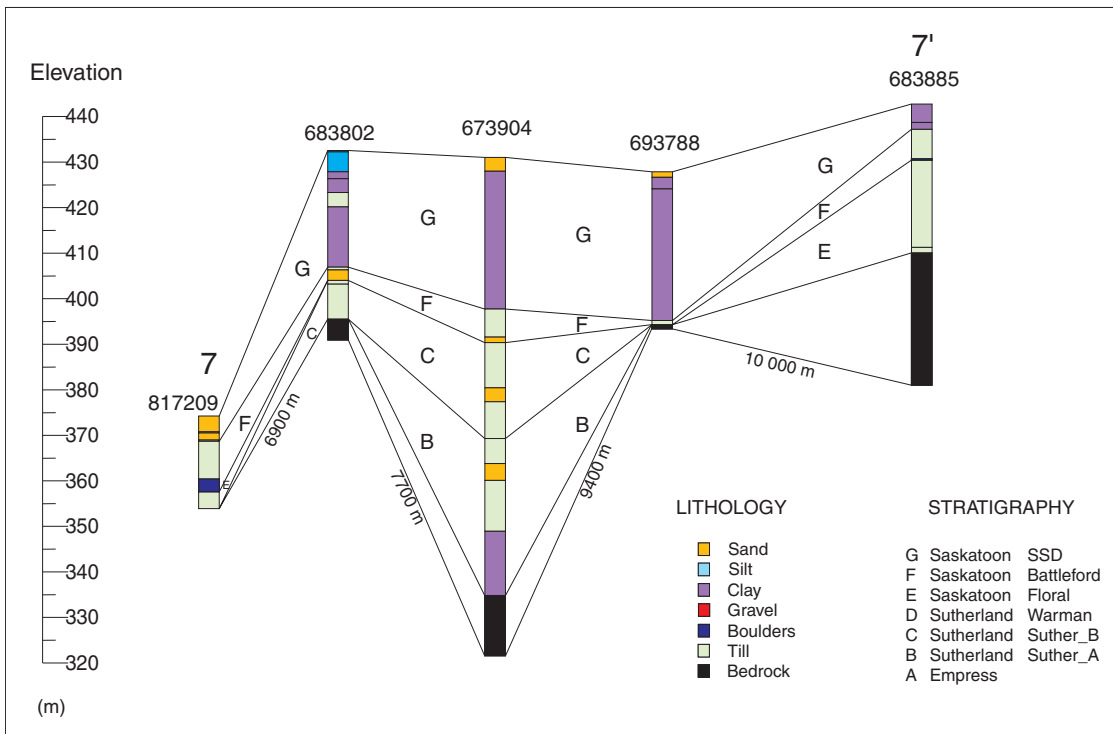 7'
683885
Elevation
683802
673904
693788
440
430
420
410
400
390
380
370
360
350
340
330
320
(m)
7
817209
G
F
E
6900 m
C
G
F
C
B
7700 m
G
F
C
B
9400 m
G
F
E
10 000 m
LITHOLOGY
Sand
Silt
Clay
Gravel
Boulders
Till
Bedrock
STRATIGRAPHY
G Saskatoon SSD
F Saskatoon Battleford
E Saskatoon Floral
D Sutherland Warman
C Sutherland Suther_B
B Sutherland Suther_A
A Empress